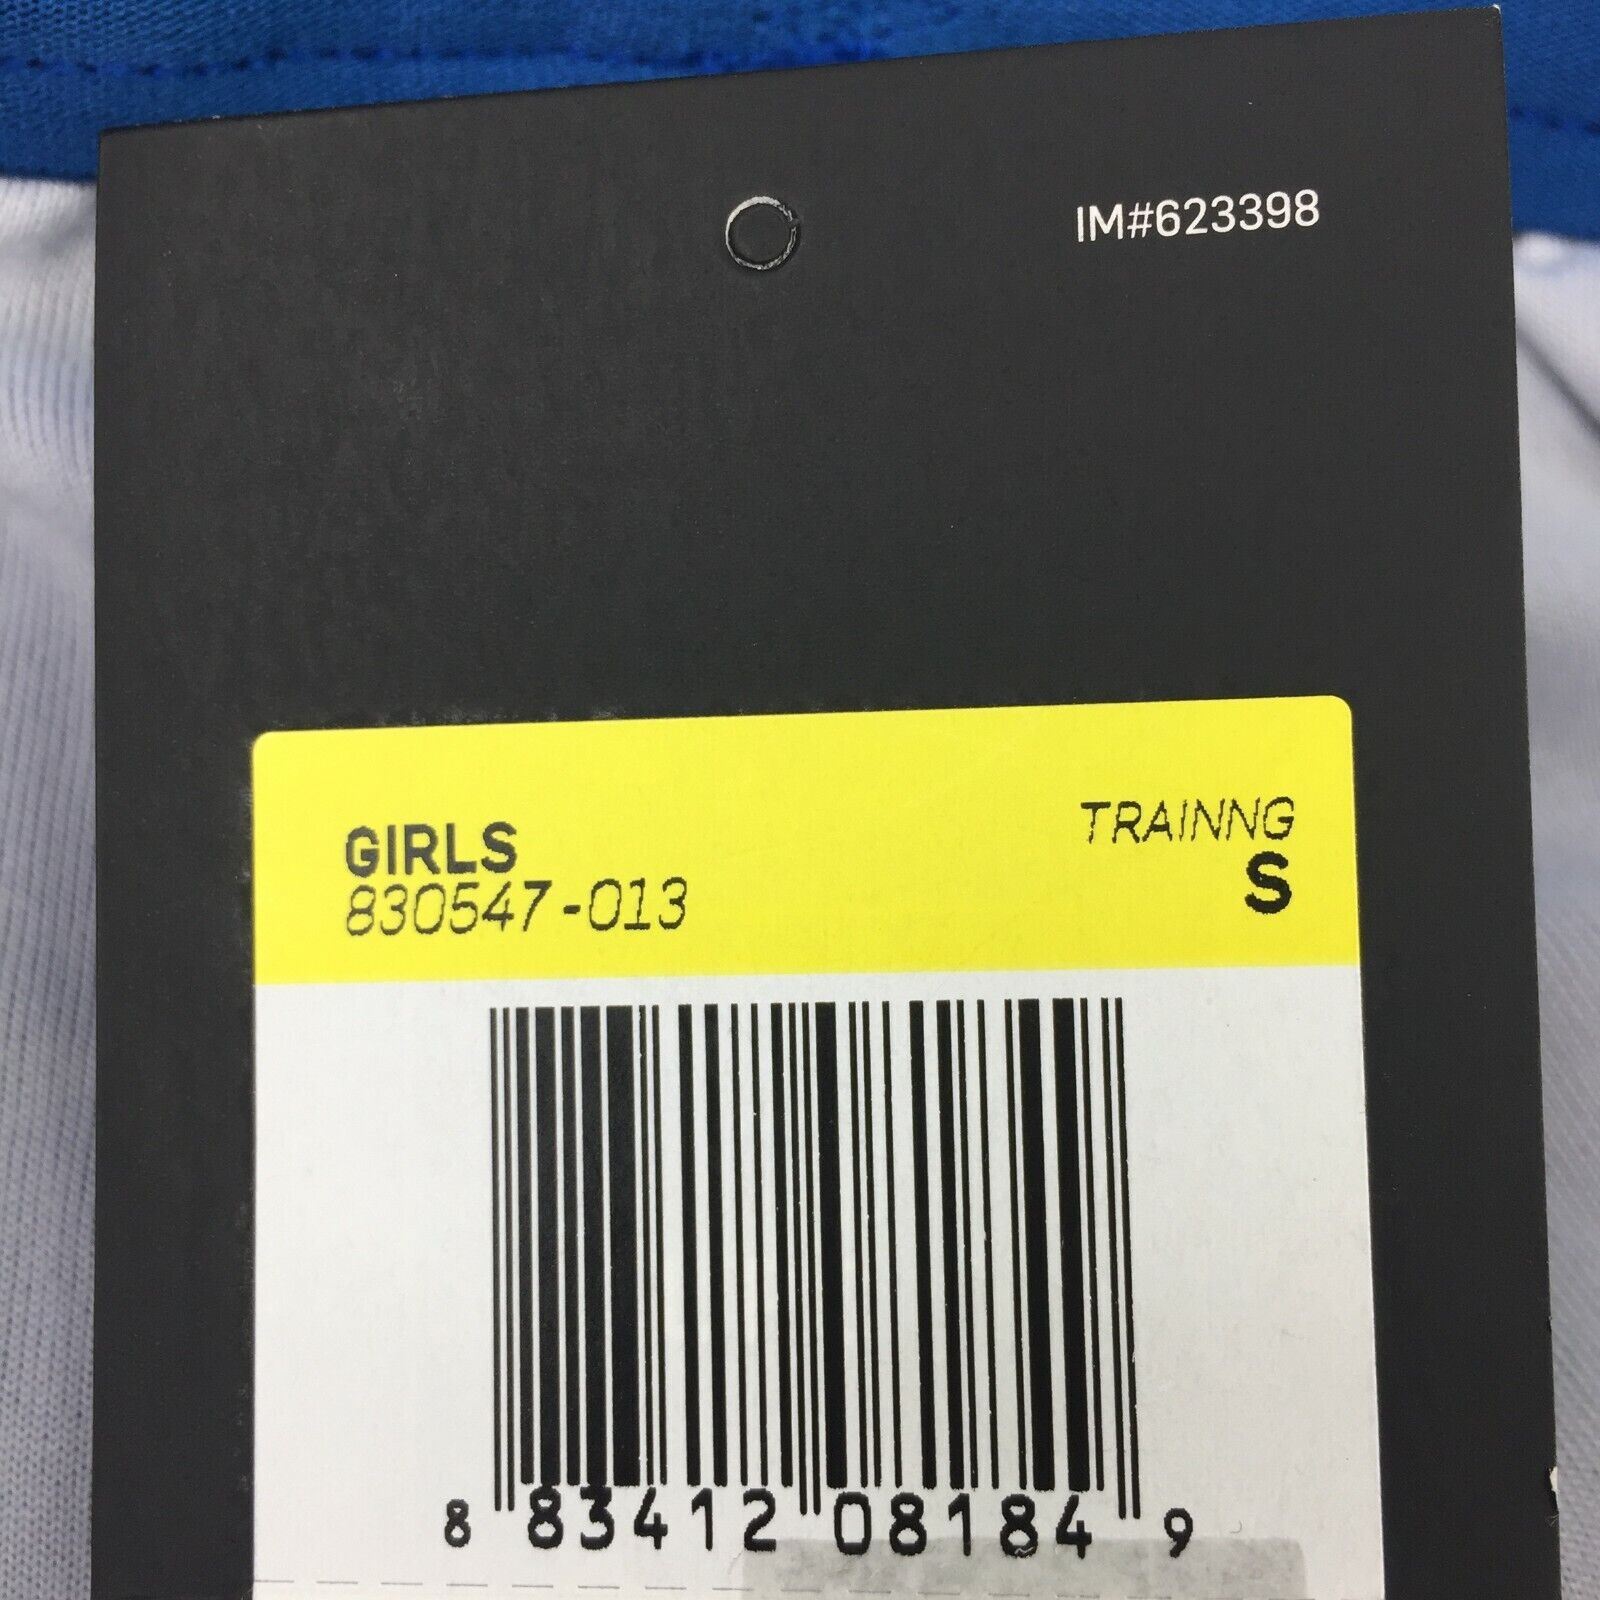 IM#623398
GIRLS
830547-013
TRAINNG
S
8 83412 08184 9